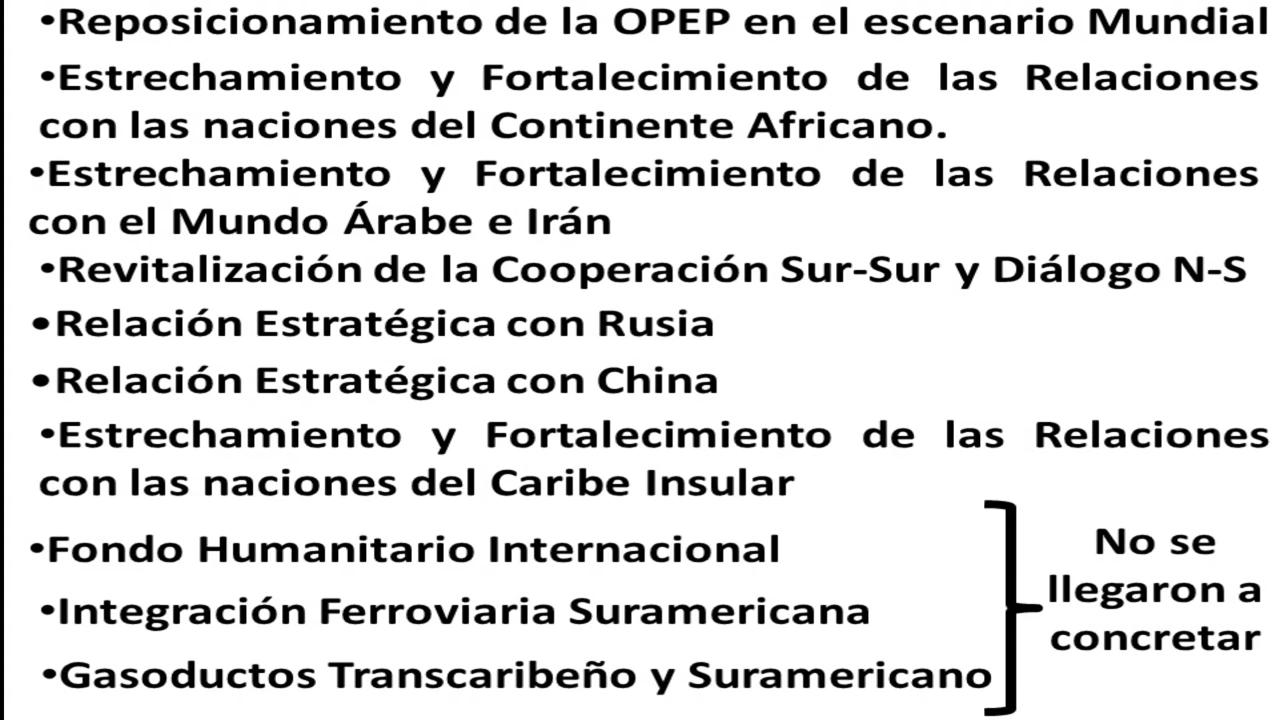 •Reposicionamiento de la OPEP en el escenario Mundial
•Estrechamiento y Fortalecimiento de las Relaciones
con las naciones del Continente Africano.
•Estrechamiento y Fortalecimiento de las Relaciones
con el Mundo Árabe e Irán
•Revitalización de la Cooperación Sur-Sur y Diálogo N-S
•Relación Estratégica con Rusia
•Relación Estratégica con China
•Estrechamiento y Fortalecimiento de las Relaciones
con las naciones del Caribe Insular
•Fondo Humanitario Internacional
•Integración Ferroviaria Suramericana
•Gasoductos Transcaribeño y Suramericano
No se
llegaron a
concretar